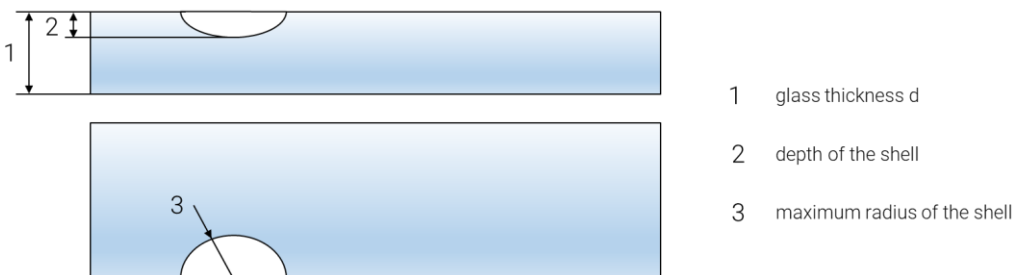 2
1
3
1 glass thickness d
2 depth of the shell
3 maximum radius of the shell